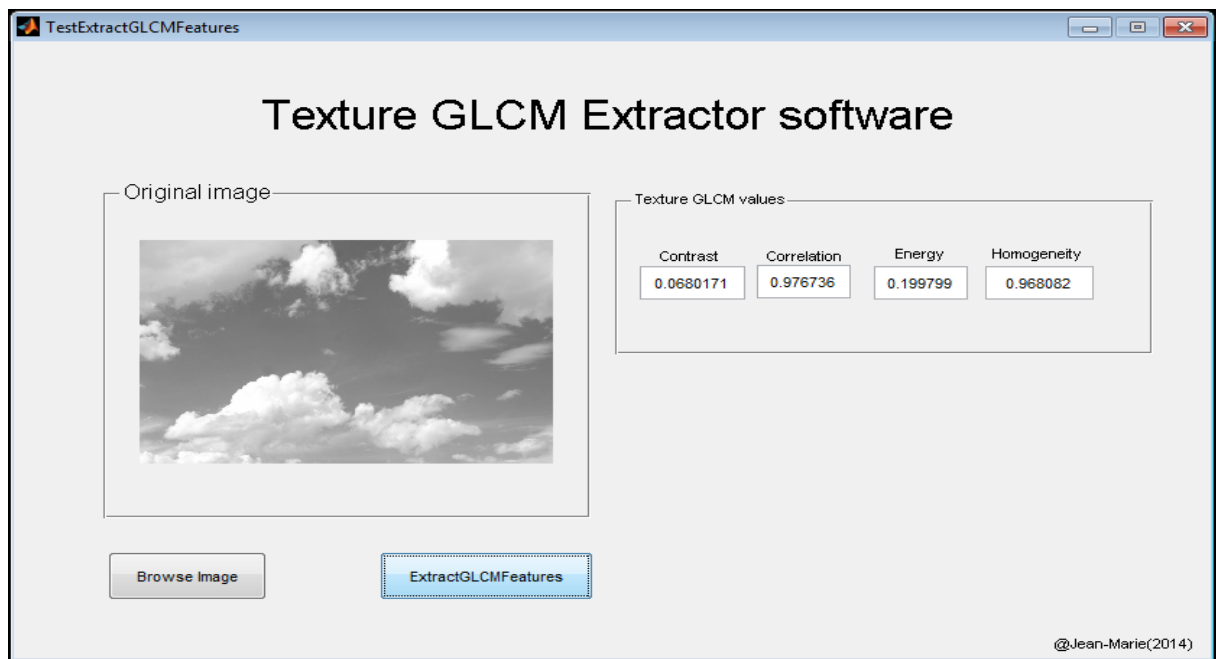 TestExtractGLCMFeatures
Texture GLCM Extractor software
Original image
Texture GLCM values
Contrast Correlation Energy Homogeneity
0.0680171 0.976736 0.199799 0.968082
Browse Image ExtractGLCMFeatures
@Jean-Marie(2014)